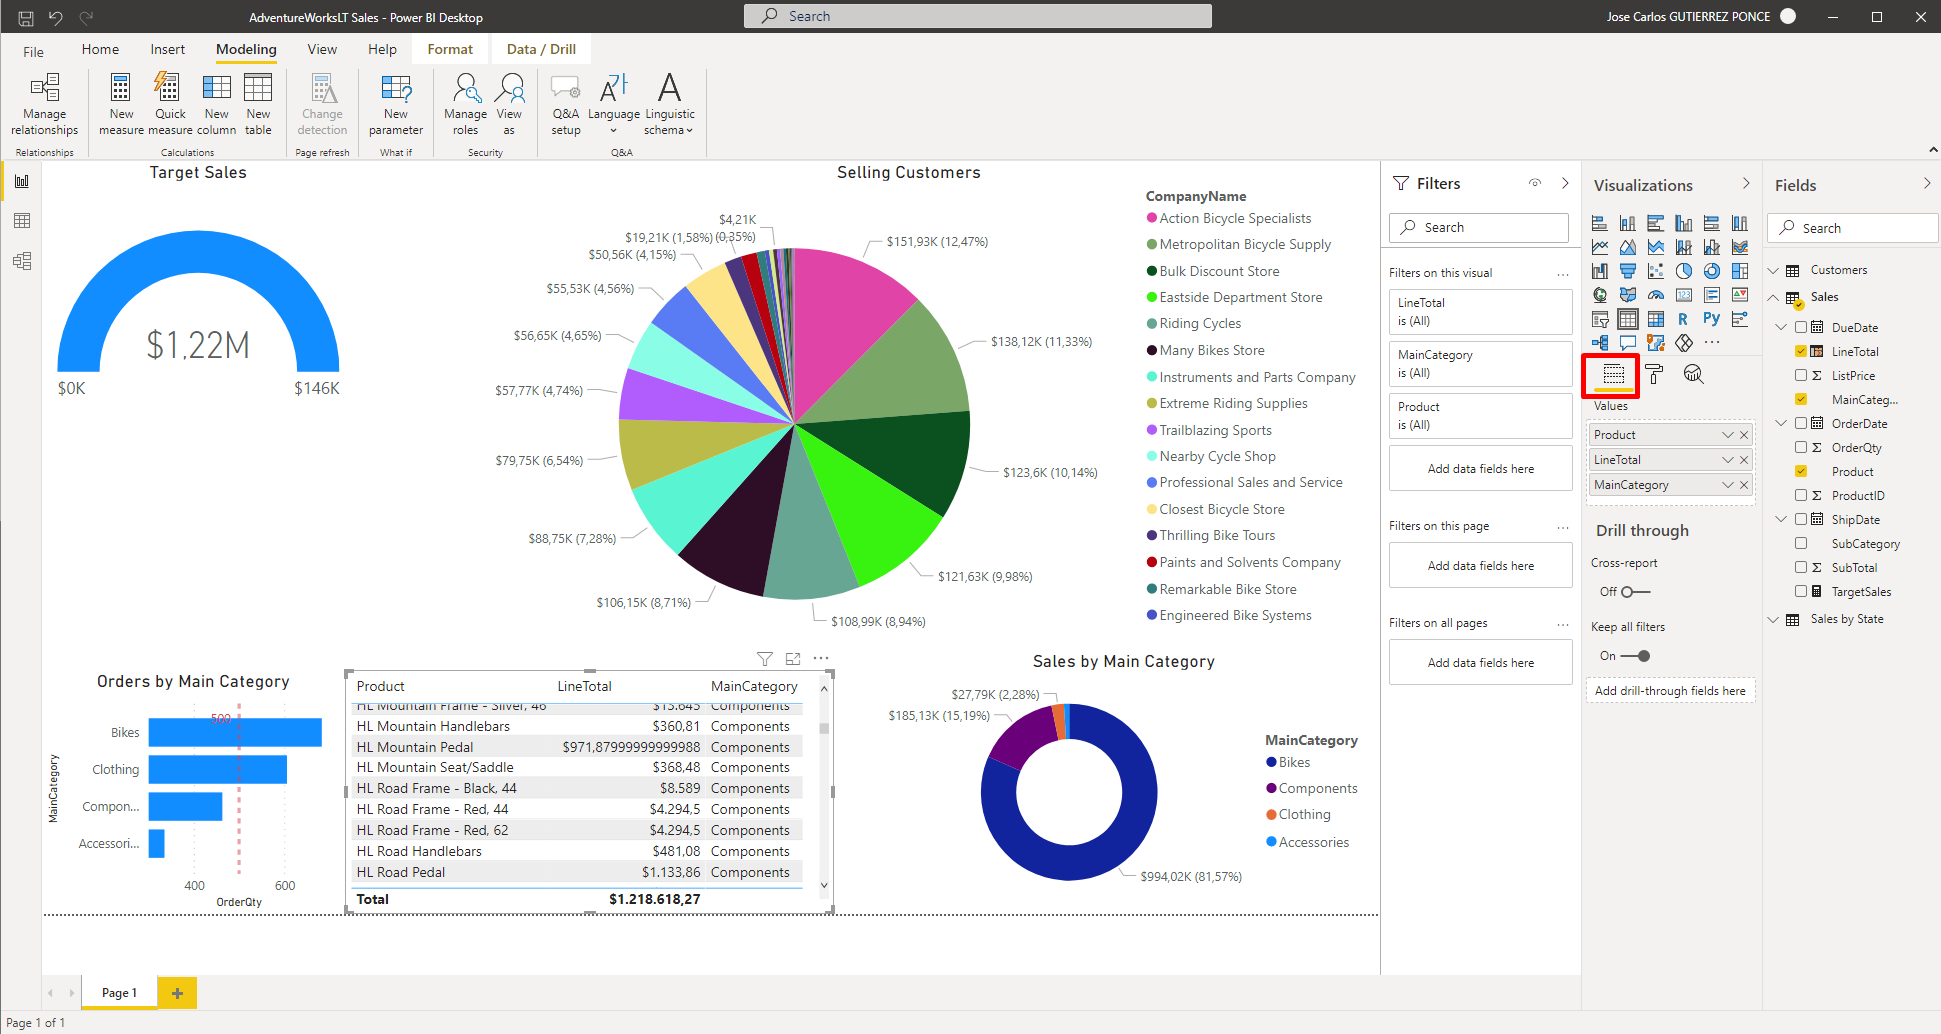 AdventureWorksLT Sales - Power BI Desktop
Search
Jose Carlos GUTIERREZ PONCE
File
Home
Insert
Modeling
View
Help
Format
Data / Drill
Manage relationships
New measure
Quick measure
New column
New table
Change detection
New parameter
Manage roles
View as
Q&A setup
Language
Linguistic schema
Relationships
Calculations
Page refresh
What if
Security
Q&A
Target Sales
$1,22M
$0K
$146K
Selling Customers
$4,21K
(0,35%)
$19,21K (1,58%)
$50,56K (4,15%)
$55,53K (4,56%)
$56,65K (4,65%)
$57,77K (4,74%)
$79,75K (6,54%)
$88,75K (7,28%)
$106,15K (8,71%)
$151,93K (12,47%)
$138,12K (11,33%)
$123,6K (10,14%)
$121,63K (9,98%)
$108,99K (8,94%)
CompanyName
Action Bicycle Specialists
Metropolitan Bicycle Supply
Bulk Discount Store
Eastside Department Store
Riding Cycles
Many Bikes Store
Instruments and Parts Company
Extreme Riding Supplies
Trailblazing Sports
Nearby Cycle Shop
Professional Sales and Service
Closest Bicycle Store
Thrilling Bike Tours
Paints and Solvents Company
Remarkable Bike Store
Engineered Bike Systems
Orders by Main Category
MainCategory
500
Bikes
Clothing
Compon...
Accessori...
400
600
OrderQty
Product LineTotal MainCategory
HL Mountain Frame - Silver, 46 $13.645 Components
HL Mountain Handlebars $360,81 Components
HL Mountain Pedal $971,87999999999988 Components
HL Mountain Seat/Saddle $368,48 Components
HL Road Frame - Black, 44 $8.589 Components
HL Road Frame - Red, 44 $4.294,5 Components
HL Road Frame - Red, 62 $4.294,5 Components
HL Road Handlebars $481,08 Components
HL Road Pedal $1.133,86 Components
Total $1.218.618,27
Sales by Main Category
$27,79K (2,28%)
$185,13K (15,19%)
$994,02K (81,57%)
MainCategory
Bikes
Components
Clothing
Accessories
Filters
Search
Filters on this visual
...
LineTotal
is (All)
MainCategory
is (All)
Product
is (All)
Add data fields here
Filters on this page
...
Add data fields here
Filters on all pages
...
Add data fields here
Visualizations
123
R
Py
...
Values
Product
LineTotal
MainCategory
Drill through
Cross-report
Off
Keep all filters
On
Add drill-through fields here
Fields
Search
Customers
Sales
DueDate
LineTotal
ListPrice
MainCateg...
OrderDate
OrderQty
Product
ProductID
ShipDate
SubCategory
SubTotal
TargetSales
Sales by State
Page 1
Page 1 of 1